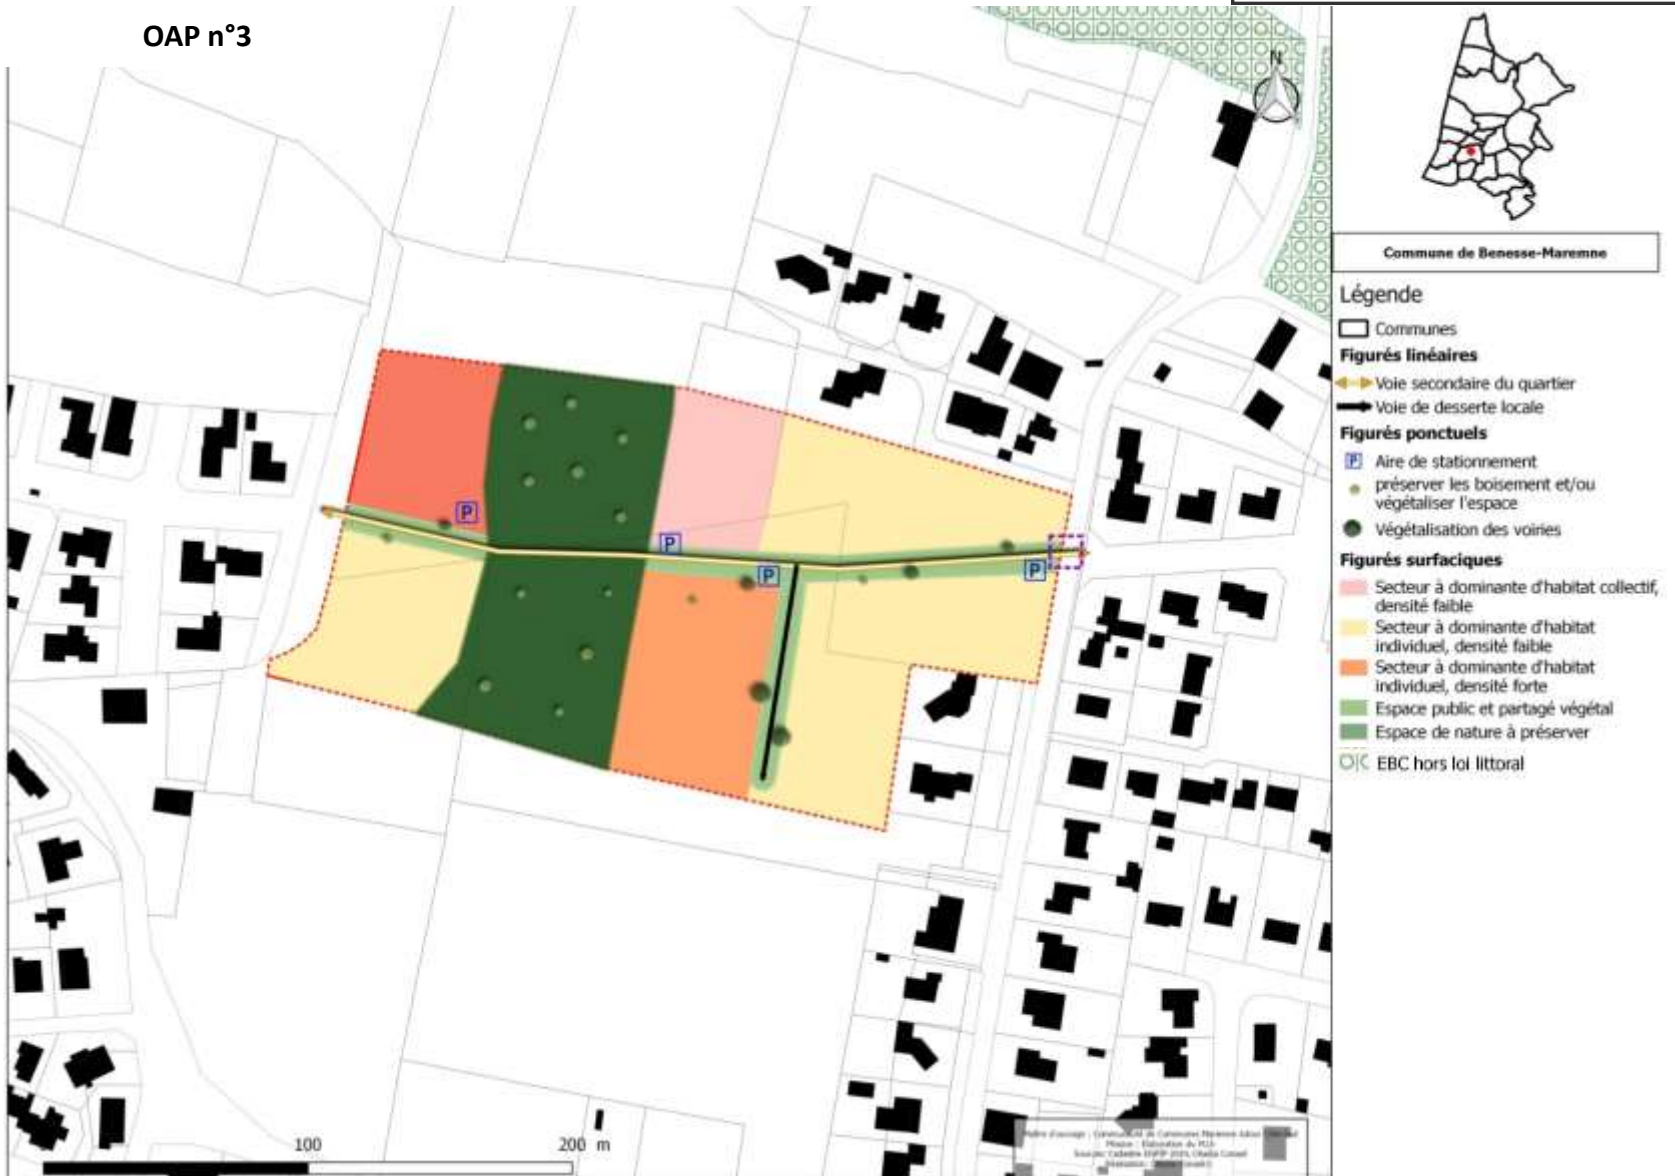 OAP n°3
N
Commune de Benesse-Maremne
Légende
Communes
Figurés linéaires
Voie secondaire du quartier
Voie de desserte locale
Figurés ponctuels
P Aire de stationnement
préserver les boisement et/ou
végétaliser l'espace
Végétalisation des voiries
Figurés surfaciques
Secteur à dominante d'habitat collectif,
densité faible
Secteur à dominante d'habitat
individuel, densité faible
Secteur à dominante d'habitat
individuel, densité forte
Espace public et partagé végétal
Espace de nature à préserver
EBC hors loi littoral
P
P
P
P
100
200 m